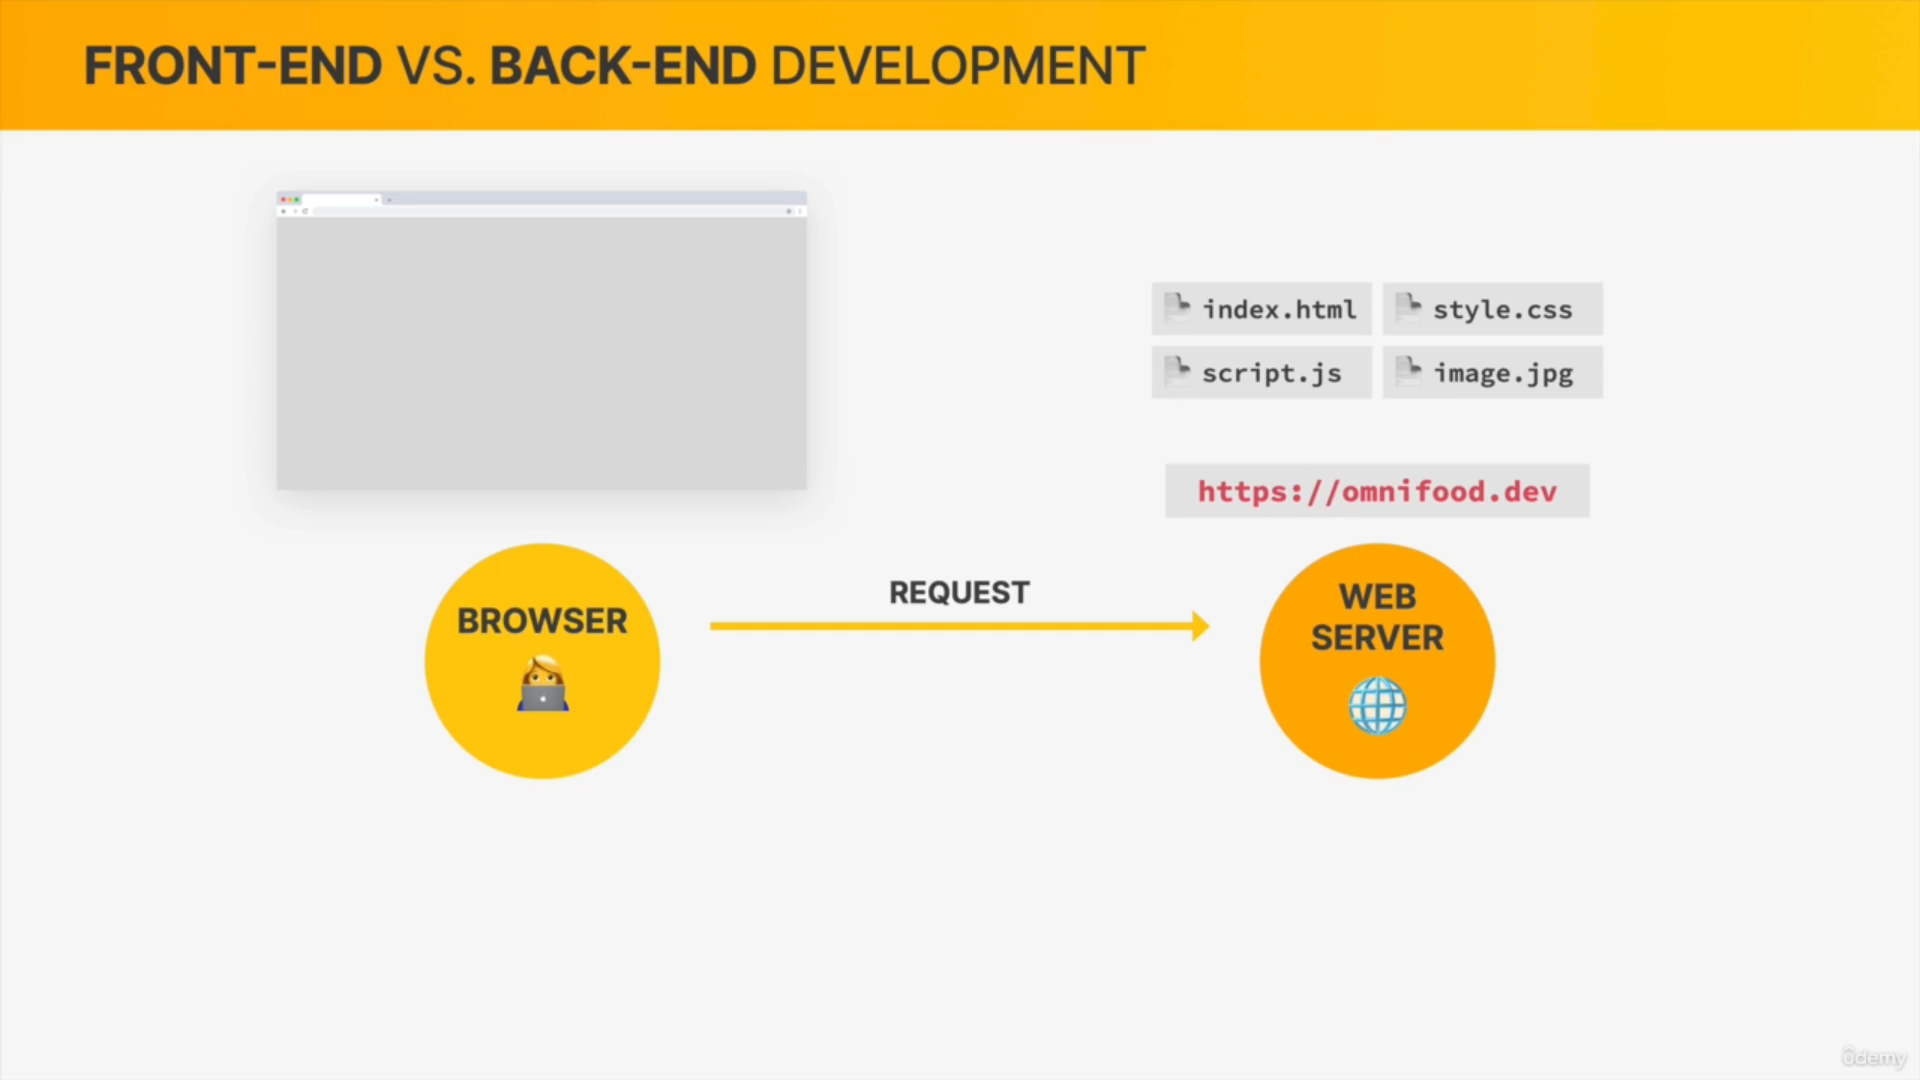 FRONT-END VS. BACK-END DEVELOPMENT
index.html
style.css
script.js
image.jpg
https://omnifood.dev
BROWSER
REQUEST
WEB
SERVER
ûdemy